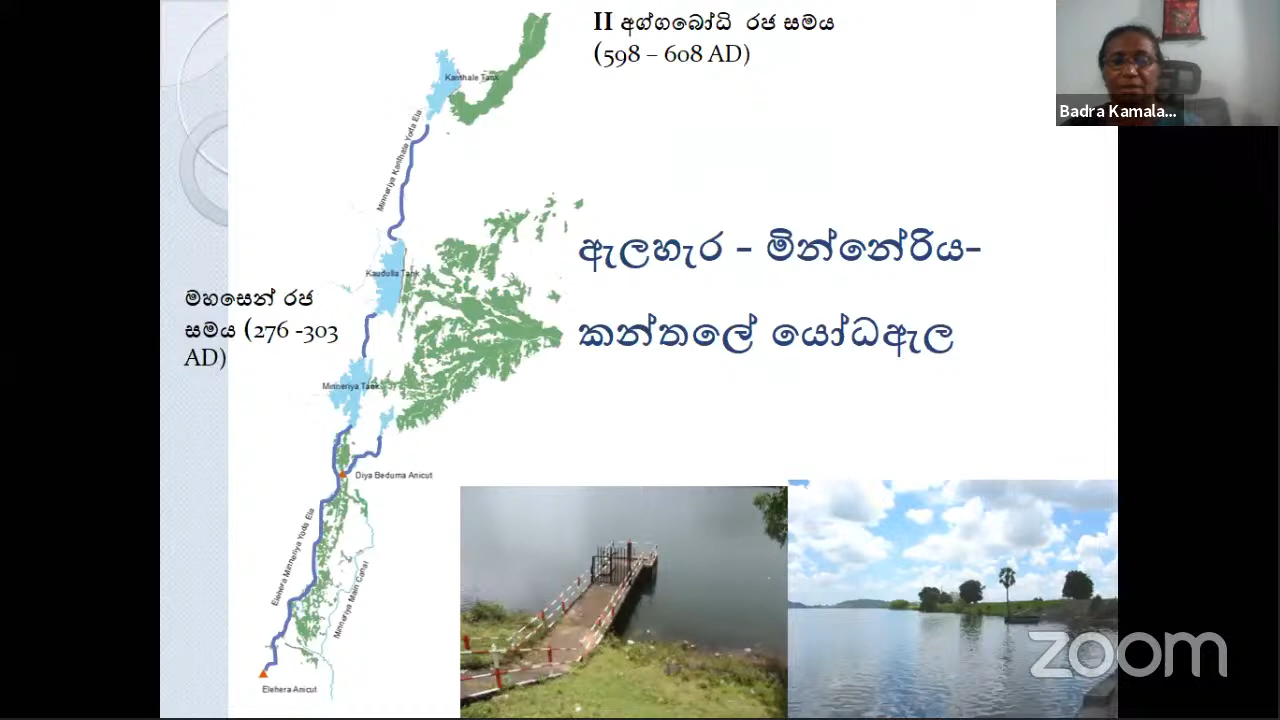 II අග්ගබෝධි රජ සමය
(598 – 608 AD)
Badra Kamala...
Kanthale Tank
Minneriya Kanthale Yoda Ela
ඇලහැර - මින්නේරිය-
Kaudulla Tank
මහසෙන් රජ
සමය (276 -303
AD)
කන්තලේ යෝධඇල
Minneriya Tank
Diya Beduma Anicut
Elehera Minneriya Yoda Ela
Minneriya Main Canal
Elehera Anicut
zoom